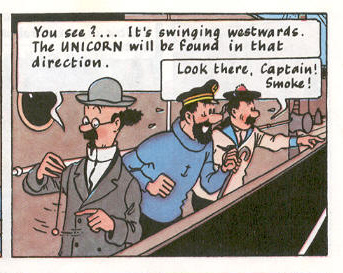 You see?... It's swinging westwards.
The UNICORN will be found in that
direction.
Look there, Captain!
Smoke!